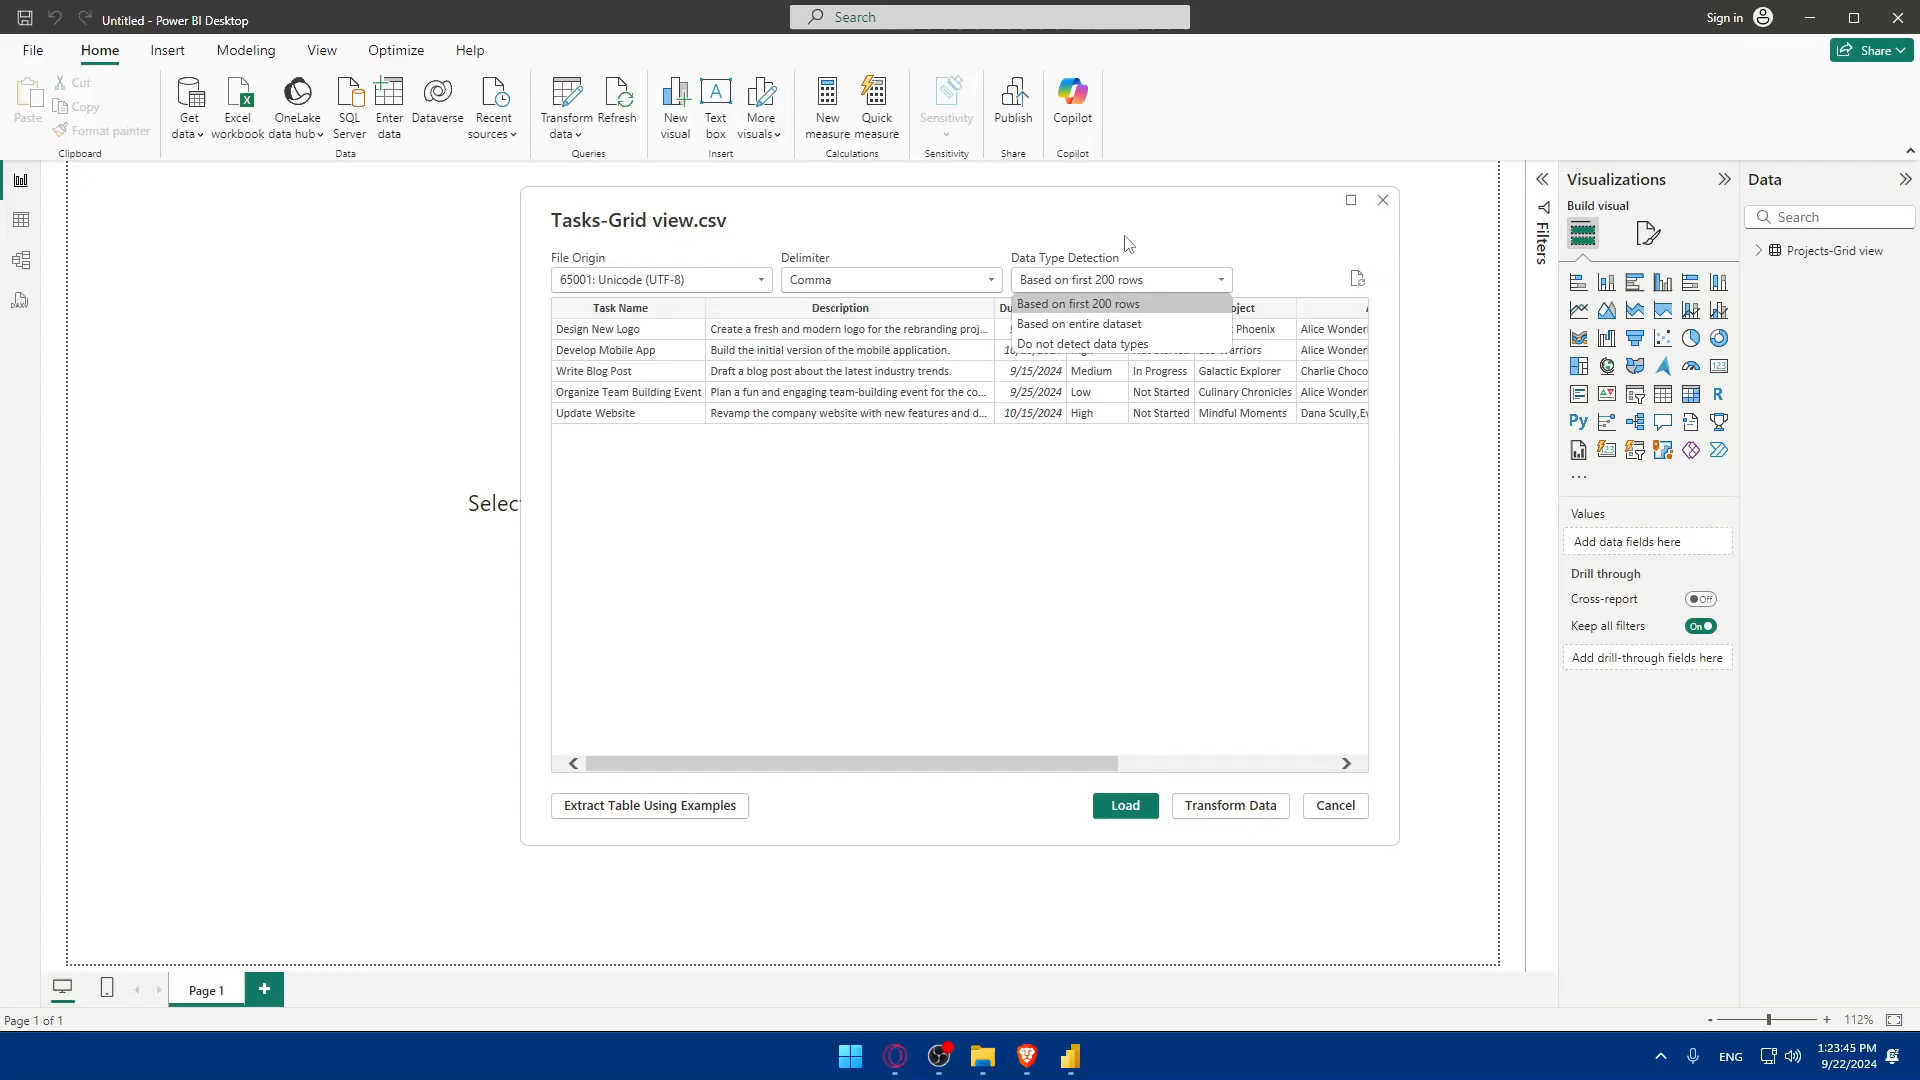 Untitled - Power BI Desktop
Search
Sign in
File
Home
Insert
Modeling
View
Optimize
Help
Share
Paste
Cut
Copy
Format painter
Clipboard
Get data
Excel workbook
OneLake data hub
SQL Server
Enter data
Dataverse
Recent sources
Data
Transform data
Refresh
Queries
New visual
Text box
More visuals
Insert
New measure
Quick measure
Calculations
Sensitivity
Sensitivity
Publish
Share
Copilot
Copilot
Tasks-Grid view.csv
File Origin
Delimiter
Data Type Detection
65001: Unicode (UTF-8)
Comma
Based on first 200 rows
Based on first 200 rows
Based on entire dataset
Do not detect data types
Task Name Description
Design New Logo Create a fresh and modern logo for the rebranding proj... Phoenix Alice Wonder
Develop Mobile App Build the initial version of the mobile application. Alice Wonder
Write Blog Post Draft a blog post about the latest industry trends. 9/15/2024 Medium In Progress Galactic Explorer Charlie Choco
Organize Team Building Event Plan a fun and engaging team-building event for the co... 9/25/2024 Low Not Started Culinary Chronicles Alice Wonder
Update Website Revamp the company website with new features and d... 10/15/2024 High Not Started Mindful Moments Dana Scully,Ev
Selec
Extract Table Using Examples
Load
Transform Data
Cancel
Filters
Visualizations
Build visual
R
Py
123
...
Values
Add data fields here
Drill through
Cross-report
Off
Keep all filters
On
Add drill-through fields here
Data
Search
Projects-Grid view
Page 1
+
Page 1 of 1
- + 112%
ENG
1:23:45 PM
9/22/2024